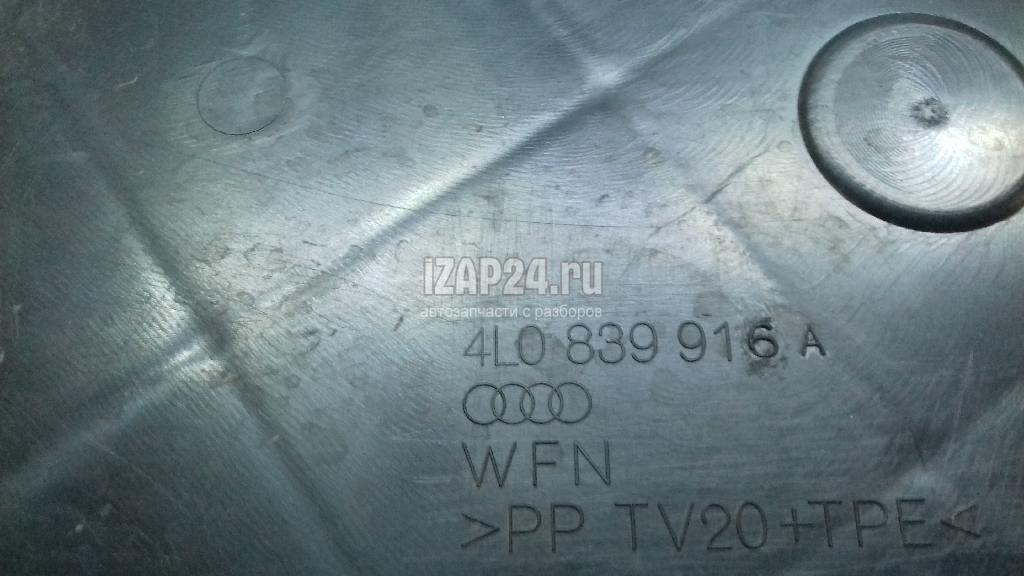 IZAP24.ru
автозапчасти с разборов
4L0 839 916 A
WFN
>PP TV20+TPE<